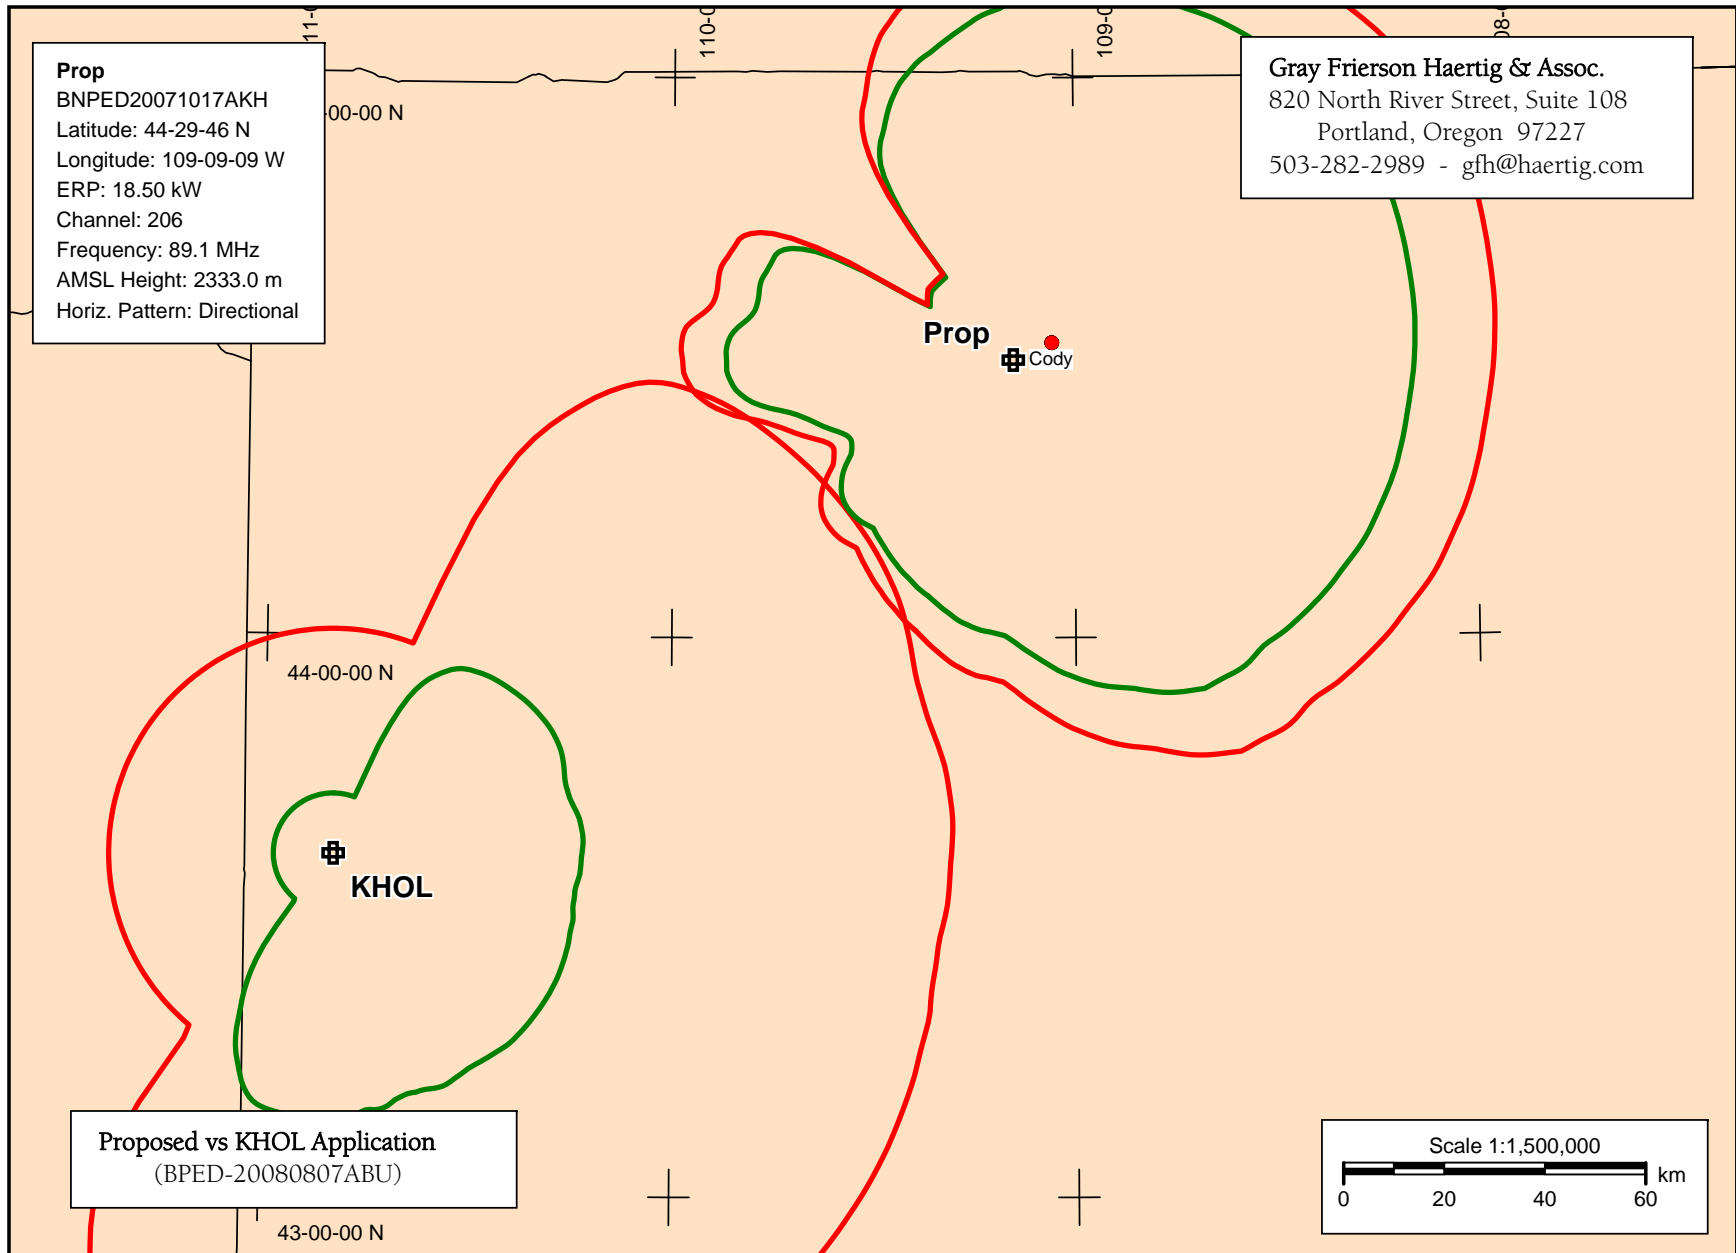 11-0
110-0
109-0
08-0
Prop
BNPED20071017AKH
Latitude: 44-29-46 N
Longitude: 109-09-09 W
ERP: 18.50 kW
Channel: 206
Frequency: 89.1 MHz
AMSL Height: 2333.0 m
Horiz. Pattern: Directional
-00-00 N
Gray Frierson Haertig & Assoc.
820 North River Street, Suite 108
Portland, Oregon 97227
503-282-2989 - gfh@haertig.com
Prop
Cody
44-00-00 N
KHOL
Proposed vs KHOL Application
(BPED-20080807ABU)
43-00-00 N
Scale 1:1,500,000
km
0 20 40 60